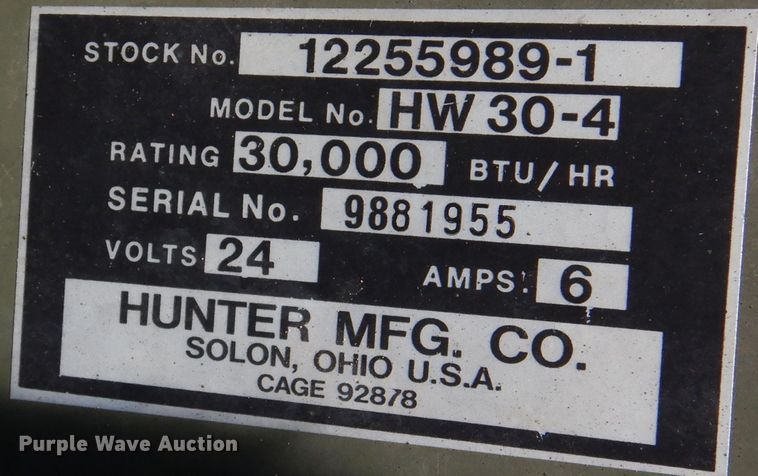 STOCK No. 12255989-1
MODEL No. HW 30-4
RATING 30,000 BTU/HR
SERIAL No. 9881955
VOLTS 24 AMPS. 6
HUNTER MFG. CO.
SOLON, OHIO U.S.A.
CAGE 92878
Purple Wave Auction